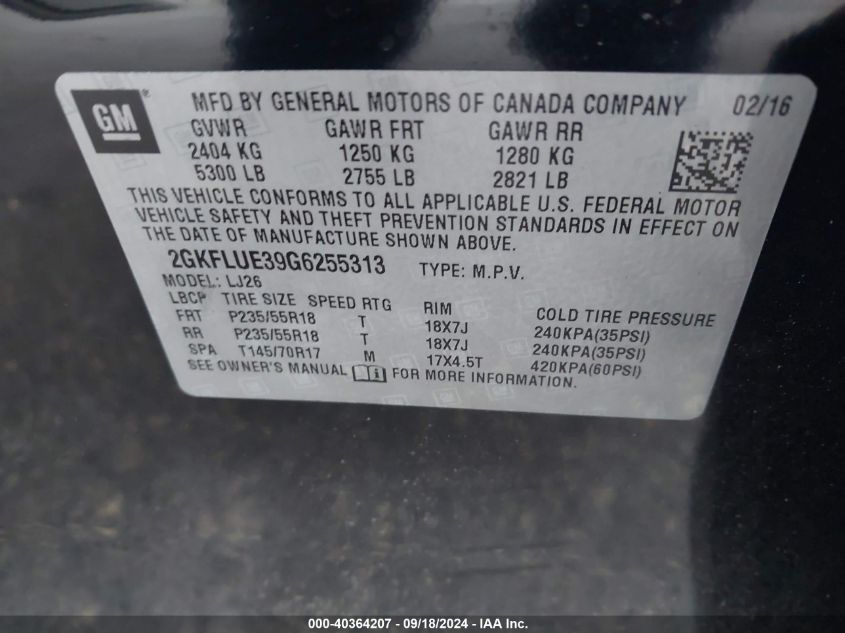 GM ® MFD BY GENERAL MOTORS OF CANADA COMPANY 02/16
GVWR GAWR FRT GAWR RR
2404 KG 1250 KG 1280 KG
5300 LB 2755 LB 2821 LB
THIS VEHICLE CONFORMS TO ALL APPLICABLE U.S. FEDERAL MOTOR
VEHICLE SAFETY AND THEFT PREVENTION STANDARDS IN EFFECT ON
THE DATE OF MANUFACTURE SHOWN ABOVE.
2GKFLUE39G6255313 TYPE: M.P.V.
MODEL: LJ26
LBCP TIRE SIZE SPEED RTG RIM COLD TIRE PRESSURE
FRT P235/55R18 T 18X7J 240KPA(35PSI)
RR P235/55R18 T 18X7J 240KPA(35PSI)
SPA T145/70R17 M 17X4.5T 420KPA(60PSI)
SEE OWNER'S MANUAL FOR MORE INFORMATION.
000-40364207 - 09/18/2024 - IAA Inc.